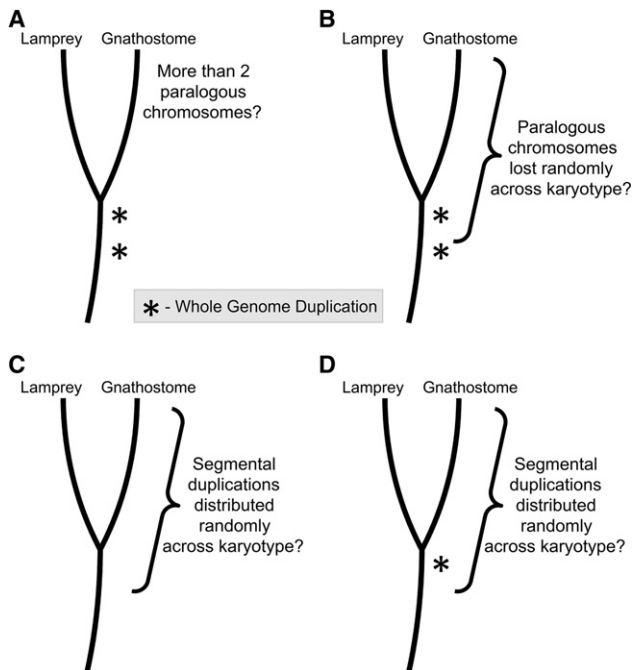 A
Lamprey Gnathostome
More than 2
paralogous
chromosomes?
*
*
B
Lamprey Gnathostome
Paralogous
chromosomes
lost randomly
across karyotype?
*
*
* - Whole Genome Duplication
C
Lamprey Gnathostome
Segmental
duplications
distributed
randomly
across karyotype?
D
Lamprey Gnathostome
Segmental
duplications
distributed
randomly
across karyotype?
*